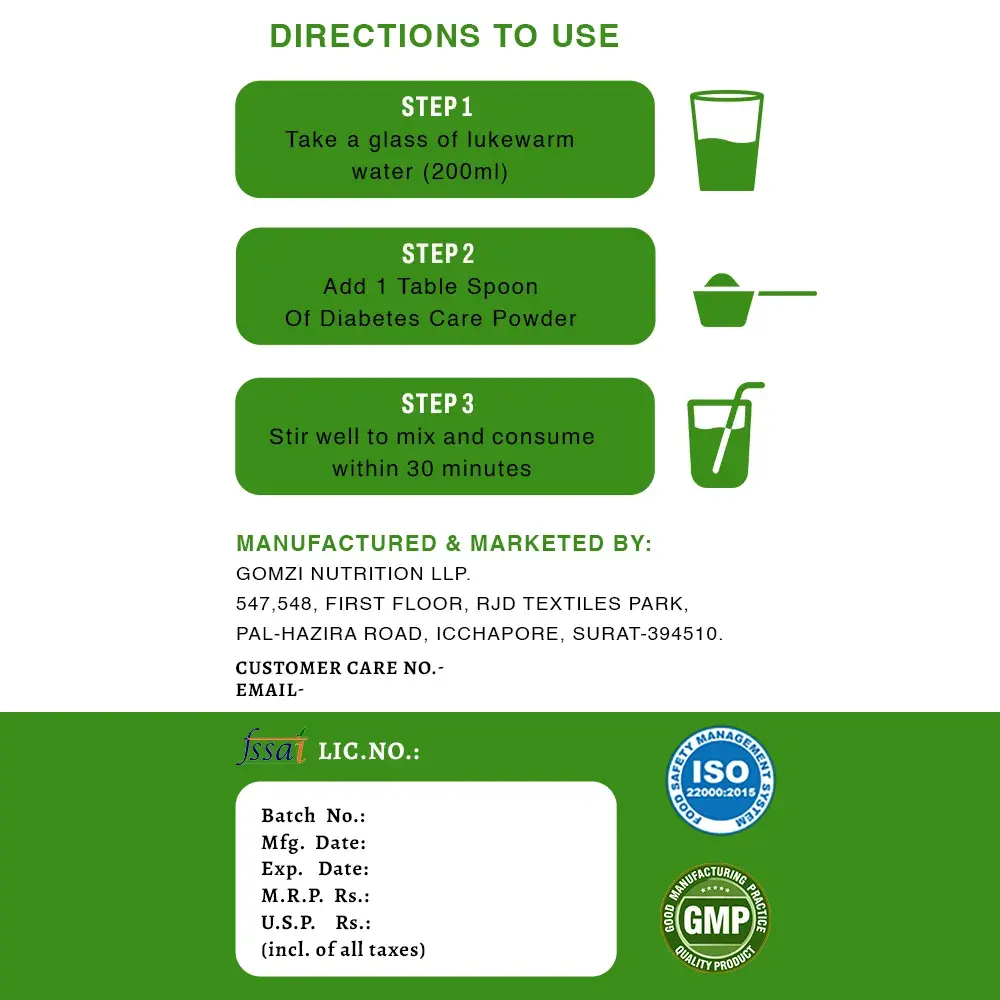 DIRECTIONS TO USE
STEP 1
Take a glass of lukewarm
water (200ml)
STEP 2
Add 1 Table Spoon
Of Diabetes Care Powder
STEP 3
Stir well to mix and consume
within 30 minutes
MANUFACTURED & MARKETED BY:
GOMZI NUTRITION LLP.
547,548, FIRST FLOOR, RJD TEXTILES PARK,
PAL-HAZIRA ROAD, ICCHAPORE, SURAT-394510.
CUSTOMER CARE NO.-
EMAIL-
fssai LIC.NO.:
Batch No.:
Mfg. Date:
Exp. Date:
M.R.P. Rs.:
U.S.P. Rs.:
(incl. of all taxes)
FOOD SAFETY MANAGEMENT SYSTEM
ISO
22000:2015
GOOD MANUFACTURING PRACTICE
GMP
QUALITY PRODUCT